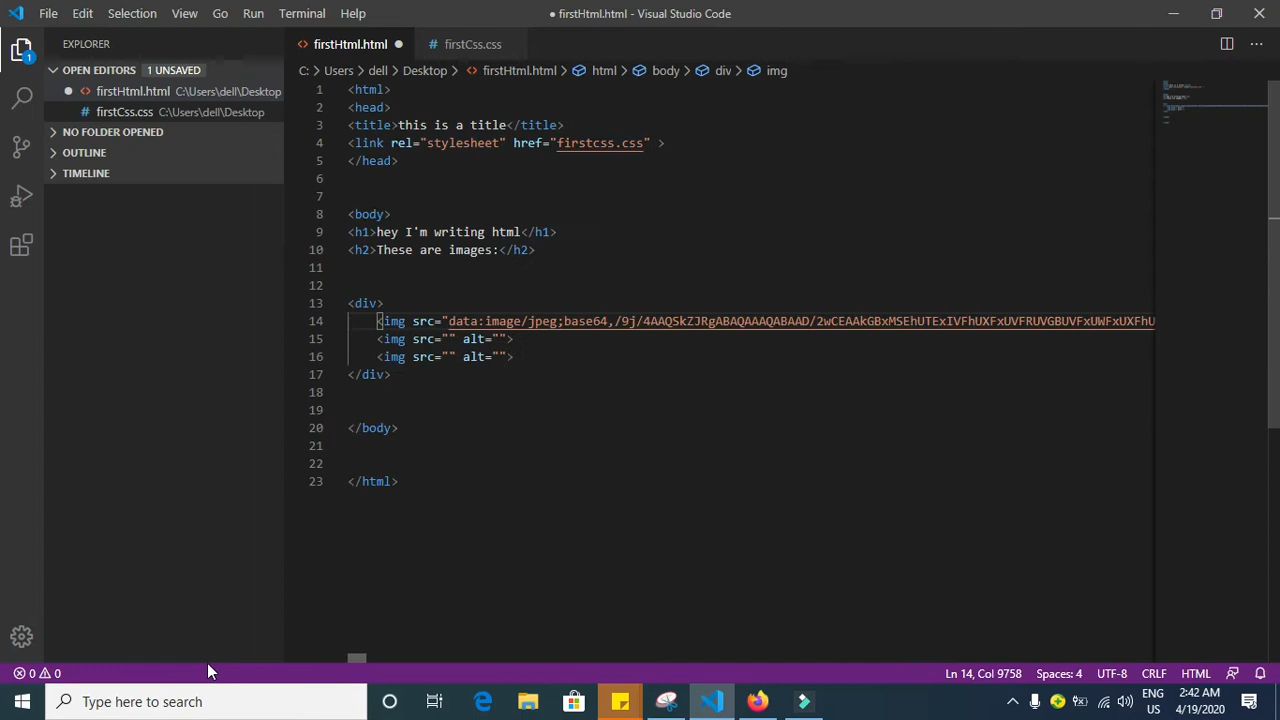 File Edit Selection View Go Run Terminal Help
● firstHtml.html - Visual Studio Code
EXPLORER
firstHtml.html ●
firstCss.css
OPEN EDITORS 1 UNSAVED
C: > Users > dell > Desktop > firstHtml.html > html > body > div > img
● firstHtml.html C:\Users\dell\Desktop
firstCss.css C:\Users\dell\Desktop
NO FOLDER OPENED
OUTLINE
TIMELINE
1
1 <html>
2 <head>
3 <title>this is a title</title>
4 <link rel="stylesheet" href="firstcss.css" >
5 </head>
6
7
8 <body>
9 <h1>hey I'm writing html</h1>
10 <h2>These are images:</h2>
11
12
13 <div>
14 <img src="data:image/jpeg;base64,/9j/4AAQSkZJRgABAQAAAQABAAD/2wCEAAkGBxMSEhUTExIVFhUXFxUVFRUVGBUVFxUWFxUXFhU
15 <img src="" alt="">
16 <img src="" alt="">
17 </div>
18
19
20 </body>
21
22
23 </html>
0 0
Ln 14, Col 9758 Spaces: 4 UTF-8 CRLF HTML
Type here to search
ENG
US
2:42 AM
4/19/2020